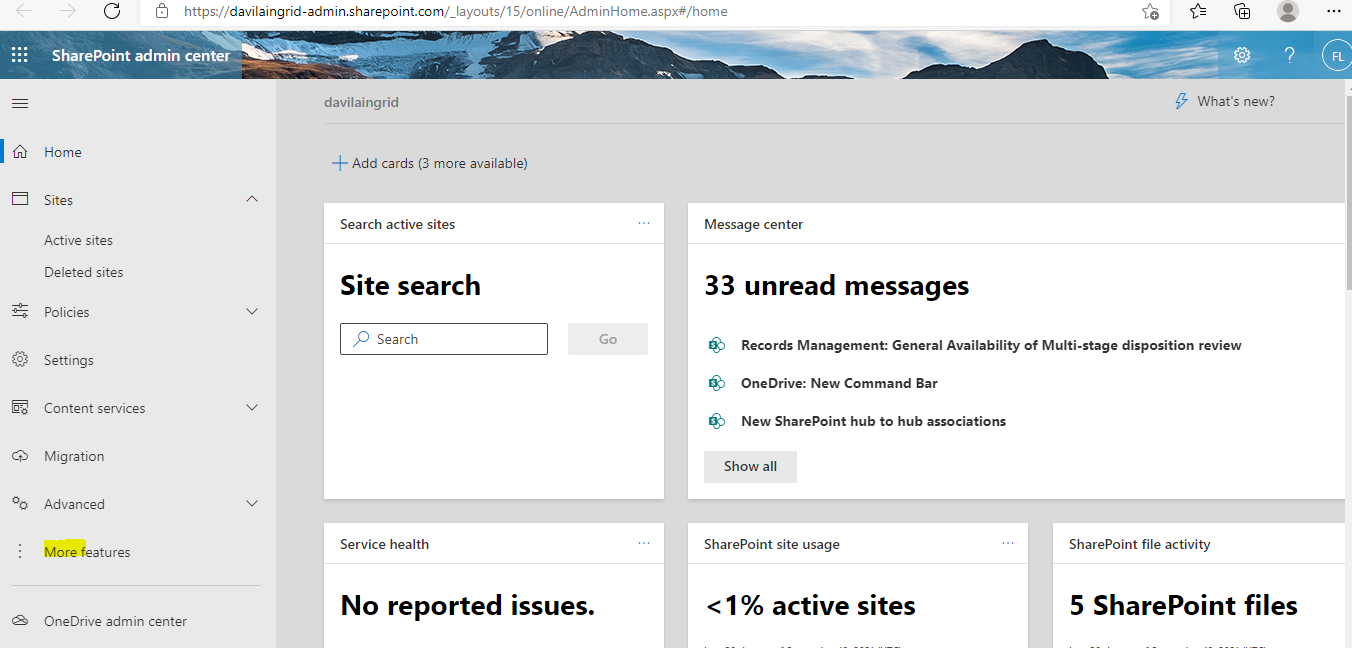 https://davilaingrid-admin.sharepoint.com/_layouts/15/online/AdminHome.aspx#/home
SharePoint admin center
? FL
davilaingrid
What's new?
Home
Sites
Active sites
Deleted sites
Policies
Settings
Content services
Migration
Advanced
More features
OneDrive admin center
+ Add cards (3 more available)
Search active sites ...
Site search
Search
Go
Message center
33 unread messages
Records Management: General Availability of Multi-stage disposition review
OneDrive: New Command Bar
New SharePoint hub to hub associations
Show all
Service health ...
No reported issues.
SharePoint site usage ...
<1% active sites
SharePoint file activity
5 SharePoint files